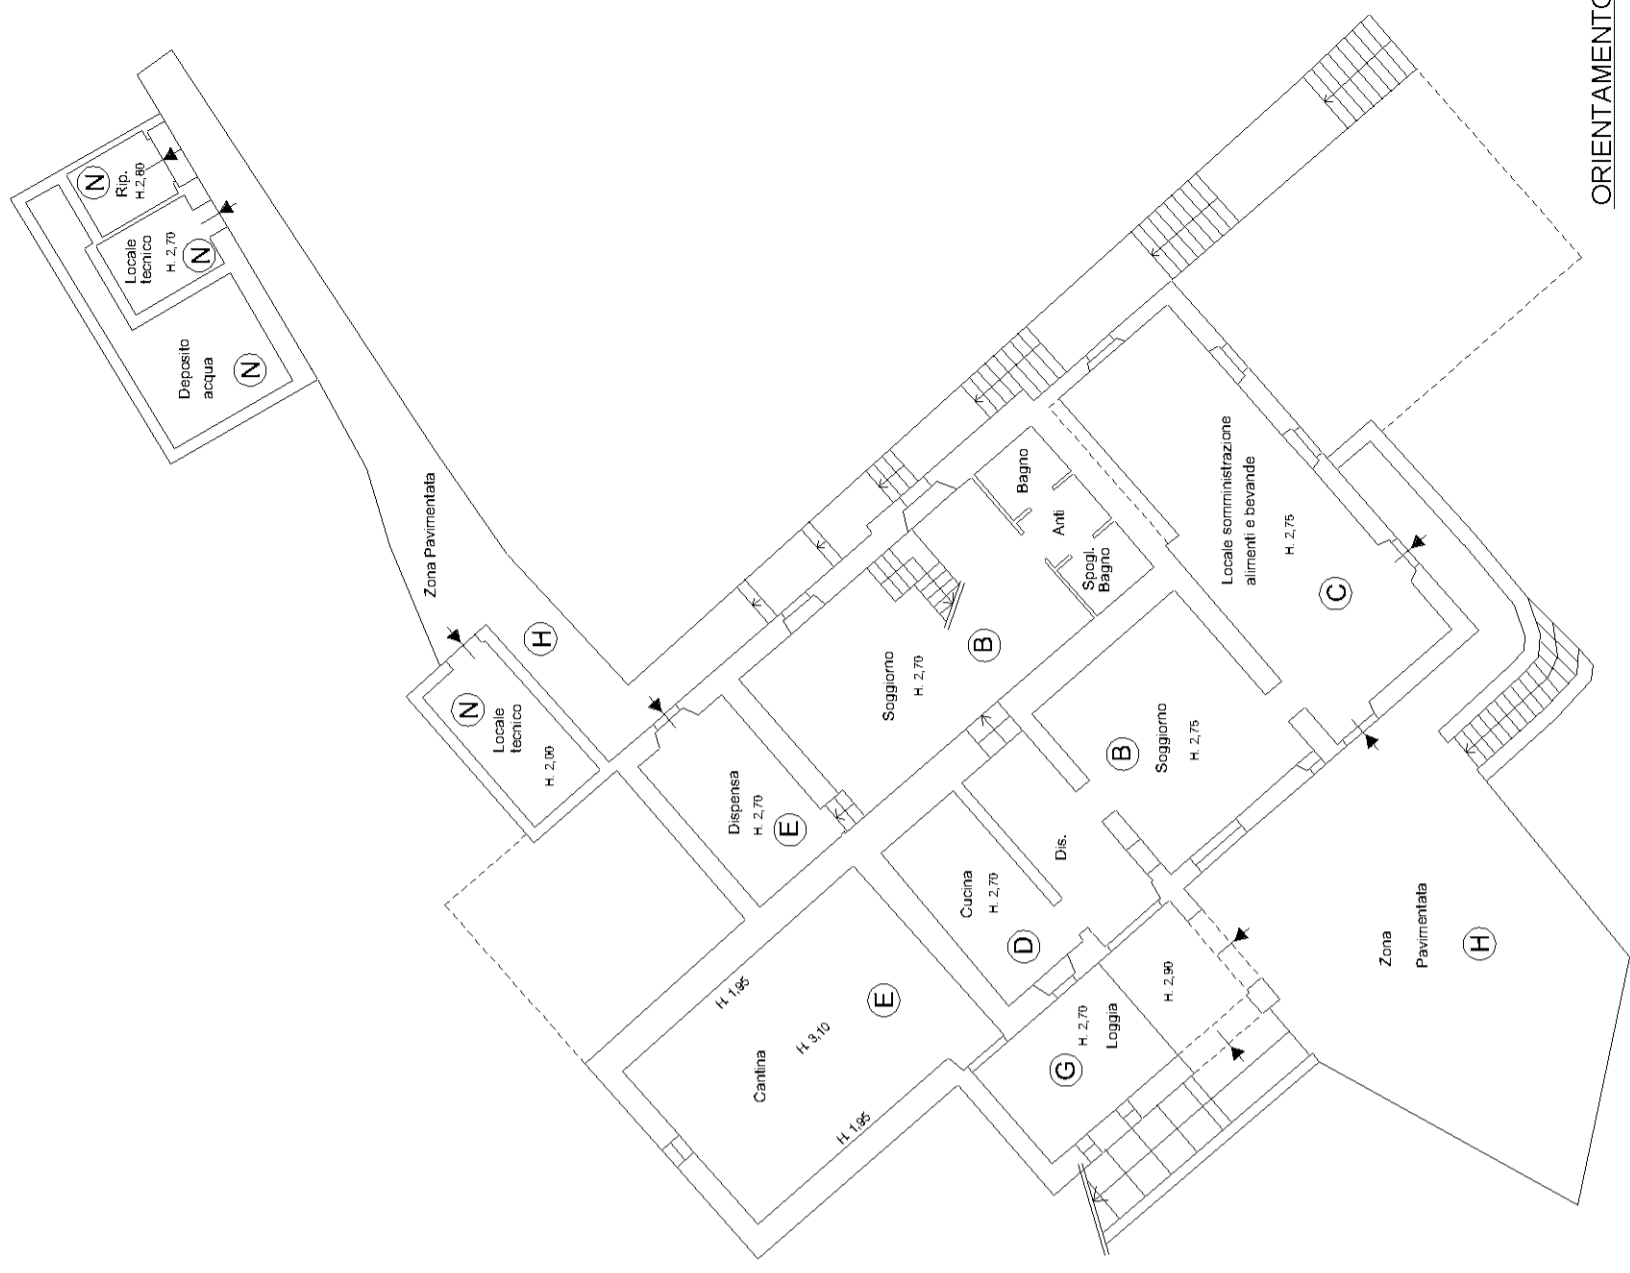 N
Rip.
H.2,80
Locale
tecnico
H. 2,70
N
Deposito
acqua
N
Zona Pavimentata
H
N
Locale
tecnico
H. 2,00
Dispensa
H. 2,70
E
Soggiorno
H. 2,70
B
Bagno
Anti
Spogl.
Bagno
Locale somministrazione
alimenti e bevande
H. 2,75
C
Soggiorno
H. 2,75
B
Dis.
Cucina
H. 2,70
D
Cantina
H. 1,95
H. 3,10
H. 1,95
E
G
H. 2,70
Loggia
H. 2,90
Zona
Pavimentata
H
ORIENTAMENTO